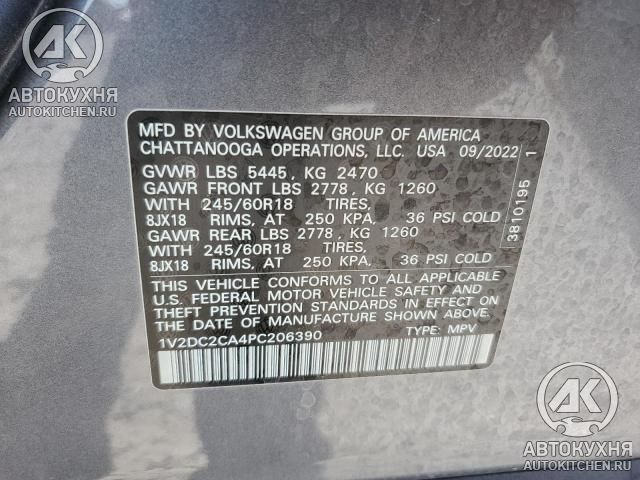 АК
АВТОКУХНЯ
AUTOKITCHEN.RU
MFD BY VOLKSWAGEN GROUP OF AMERICA
CHATTANOOGA OPERATIONS, LLC. USA 09/2022
GVWR LBS 5445, KG 2470
GAWR FRONT LBS 2778, KG 1260
WITH 245/60R18 TIRES,
8JX18 RIMS, AT 250 KPA, 36 PSI COLD
GAWR REAR LBS 2778, KG 1260
WITH 245/60R18 TIRES,
8JX18 RIMS, AT 250 KPA, 36 PSI COLD
THIS VEHICLE CONFORMS TO ALL APPLICABLE
U.S. FEDERAL MOTOR VEHICLE SAFETY AND
THEFT PREVENTION STANDARDS IN EFFECT ON
THE DATE OF MANUFACTURE SHOWN ABOVE.
1V2DC2CA4PC206390 TYPE: MPV
3810195 1
АК
АВТОКУХНЯ
AUTOKITCHEN.RU